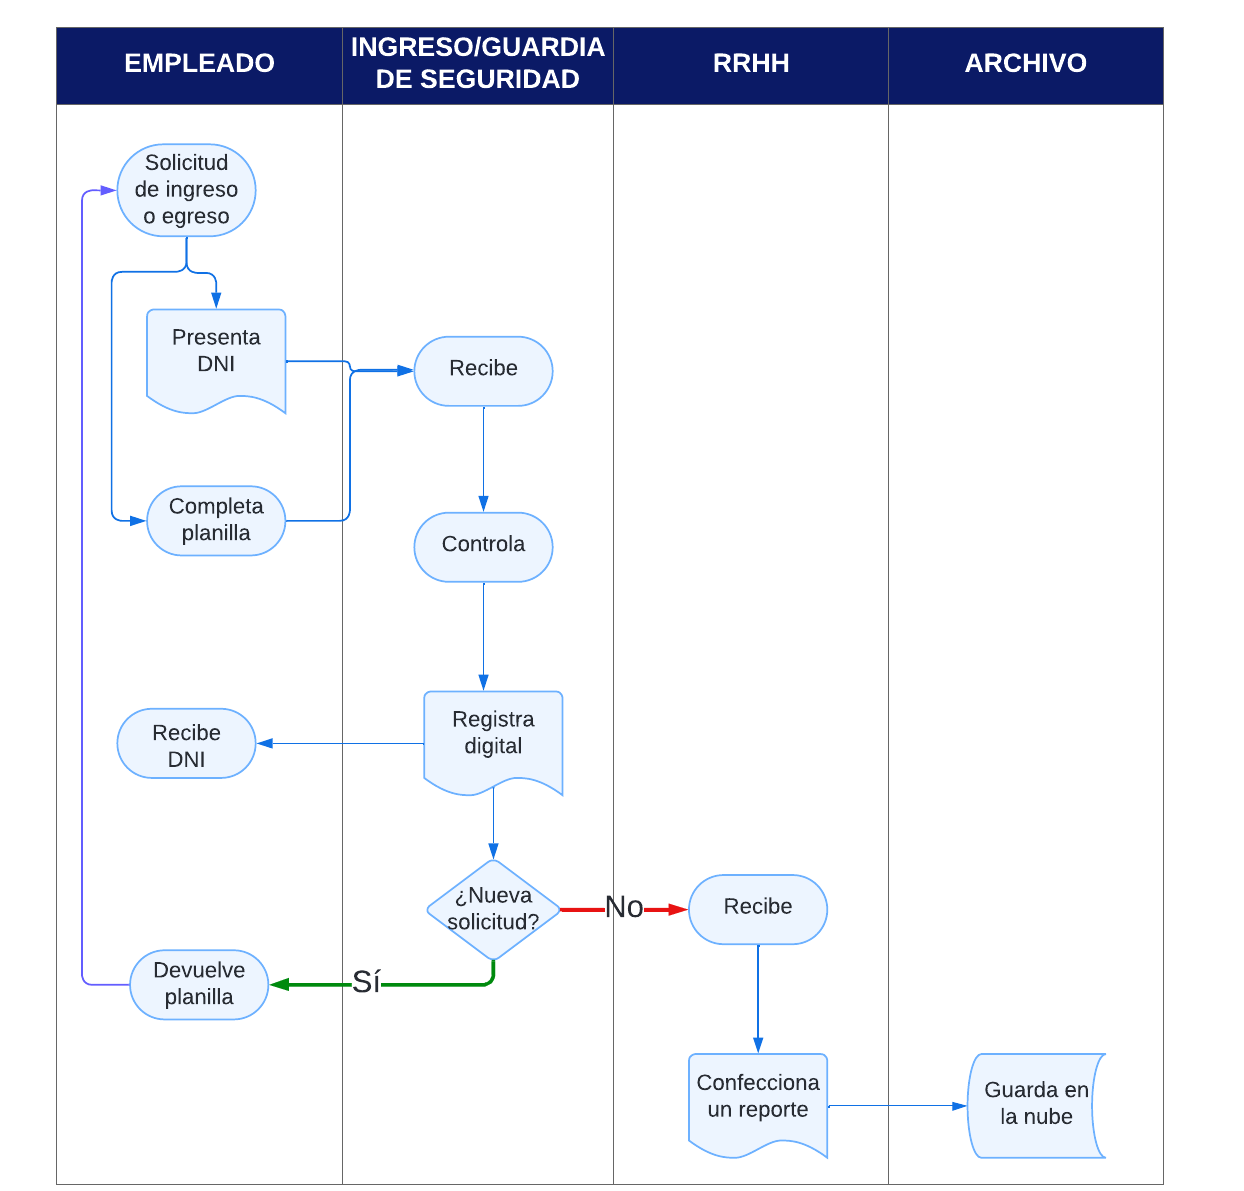 EMPLEADO
INGRESO/GUARDIA
DE SEGURIDAD
RRHH
ARCHIVO
Solicitud
de ingreso
o egreso
Presenta
DNI
Recibe
Completa
planilla
Controla
Registra
digital
Recibe
DNI
¿Nueva
solicitud?
No
Recibe
Sí
Devuelve
planilla
Confecciona
un reporte
Guarda en
la nube